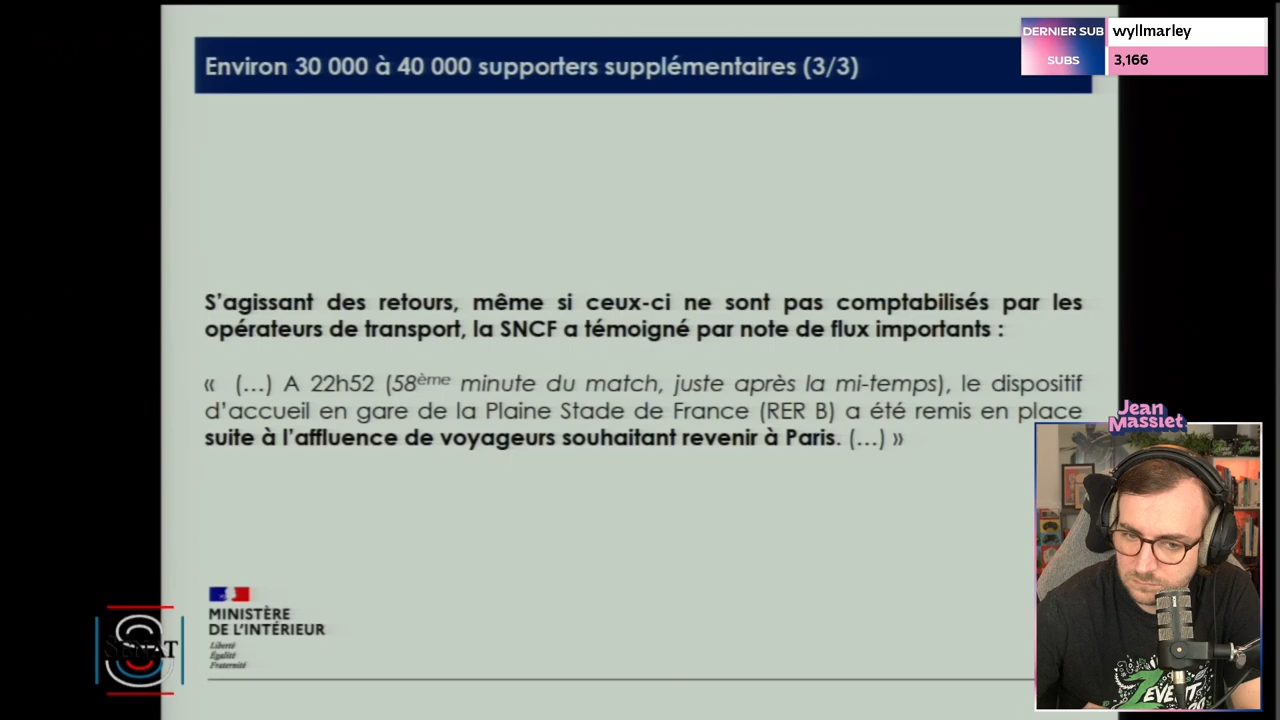 Environ 30 000 à 40 000 supporters supplémentaires (3/3)
DERNIER SUB
wyllmarley
SUBS
3,166
S’agissant des retours, même si ceux-ci ne sont pas comptabilisés par les
opérateurs de transport, la SNCF a témoigné par note de flux importants :
« (…) A 22h52 (58ème minute du match, juste après la mi-temps), le dispositif
d’accueil en gare de la Plaine Stade de France (RER B) a été remis en place
suite à l’affluence de voyageurs souhaitant revenir à Paris. (…) »
Jean
Massiet
MINISTÈRE
DE L’INTÉRIEUR
Liberté
Égalité
Fraternité
SÉNAT
ZEVENT